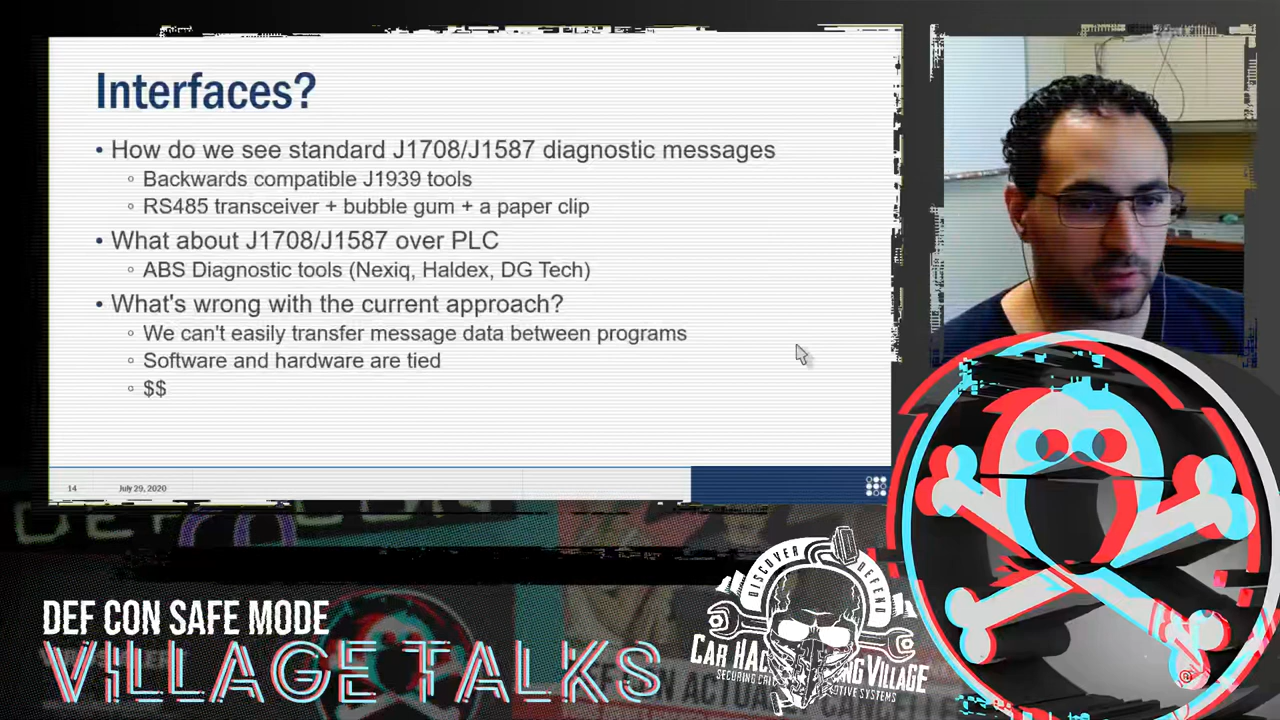 Interfaces?
• How do we see standard J1708/J1587 diagnostic messages
◦ Backwards compatible J1939 tools
◦ RS485 transceiver + bubble gum + a paper clip
• What about J1708/J1587 over PLC
◦ ABS Diagnostic tools (Nexiq, Haldex, DG Tech)
• What's wrong with the current approach?
◦ We can't easily transfer message data between programs
◦ Software and hardware are tied
◦ $$
14 July 29, 2020
DEF CON
DEF CON SAFE MODE
VILLAGE TALKS
DISCOVER
DEFEND
VILLAGE